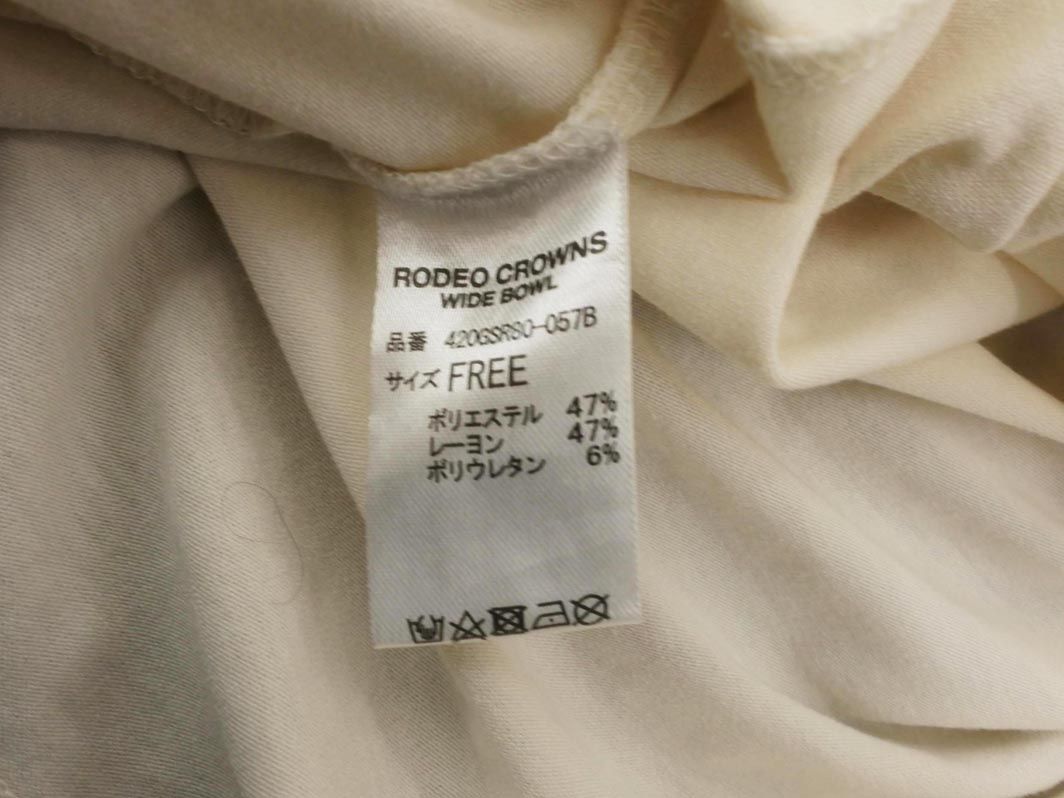 RODEO CROWNS
WIDE BOWL
品番 420GSR80-057B
サイズ FREE
ポリエステル 47%
レーヨン 47%
ポリウレタン 6%